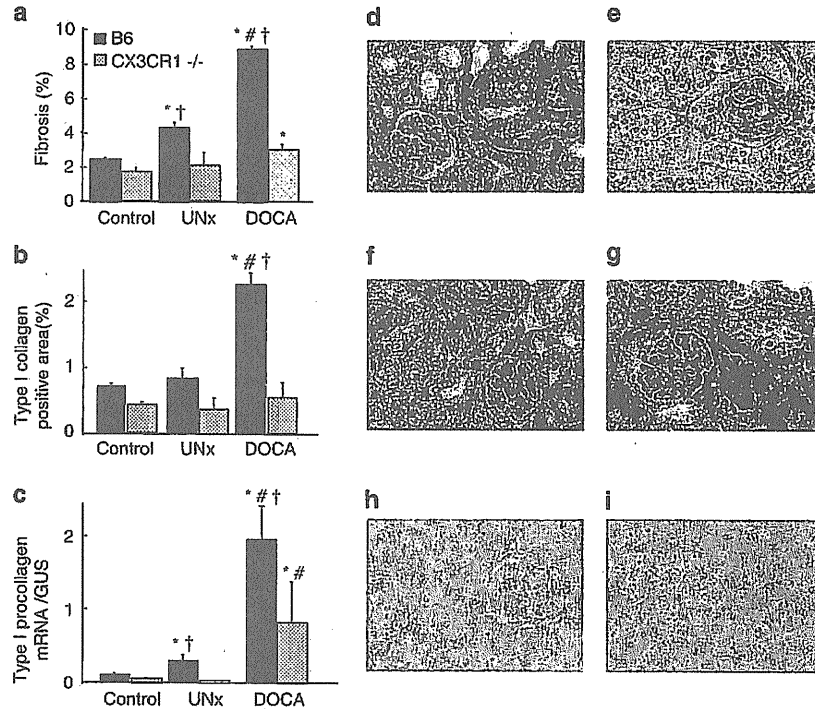 a
10
8
6
4
2
0
Fibrosis (%)
B6
CX3CR1 -/-
* †
* # †
*
Control UNx DOCA
b
2
1
0
Type I collagen
positive area(%)
* # †
Control UNx DOCA
c
2
1
0
Type I procollagen
mRNA /GUS
* †
* # †
* #
Control UNx DOCA
d
e
f
g
h
i